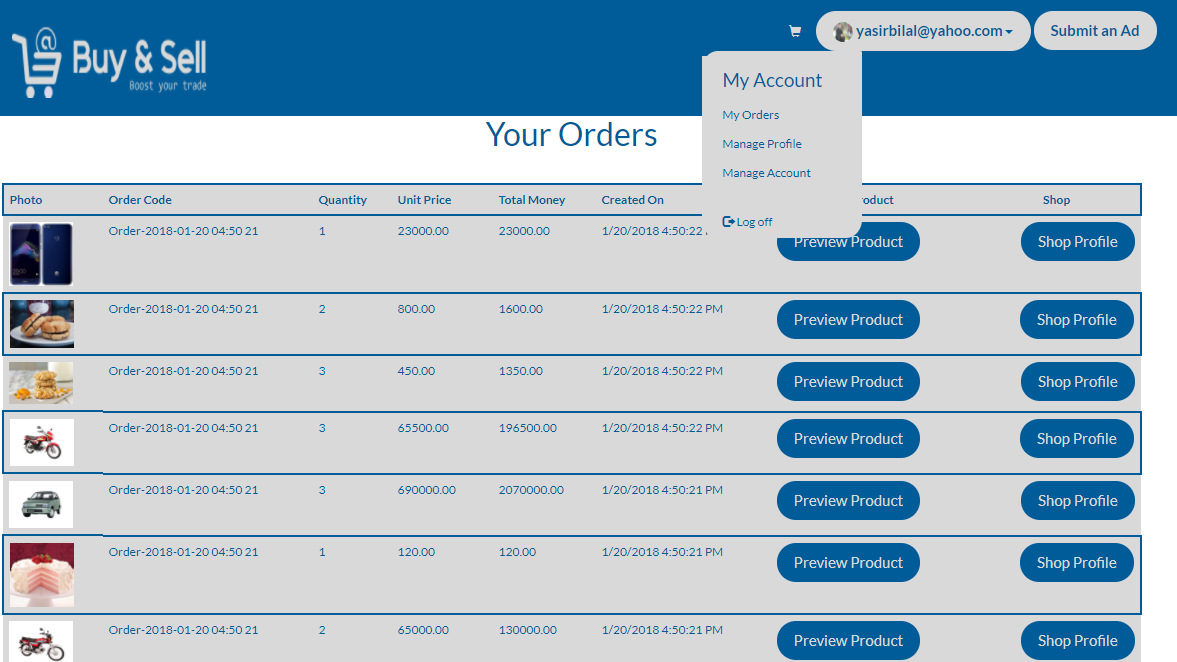 @
Buy & Sell
Boost your trade
yasirbilal@yahoo.com
Submit an Ad
My Account
My Orders
Manage Profile
Manage Account
Log off
Your Orders
Photo Order Code Quantity Unit Price Total Money Created On Shop
Order-2018-01-20 04:50 21 1 23000.00 23000.00 1/20/2018 4:50:22 Preview Product Shop Profile
Order-2018-01-20 04:50 21 2 800.00 1600.00 1/20/2018 4:50:22 PM Preview Product Shop Profile
Order-2018-01-20 04:50 21 3 450.00 1350.00 1/20/2018 4:50:22 PM Preview Product Shop Profile
Order-2018-01-20 04:50 21 3 65500.00 196500.00 1/20/2018 4:50:22 PM Preview Product Shop Profile
Order-2018-01-20 04:50 21 3 690000.00 2070000.00 1/20/2018 4:50:21 PM Preview Product Shop Profile
Order-2018-01-20 04:50 21 1 120.00 120.00 1/20/2018 4:50:21 PM Preview Product Shop Profile
Order-2018-01-20 04:50 21 2 65000.00 130000.00 1/20/2018 4:50:21 PM Preview Product Shop Profile